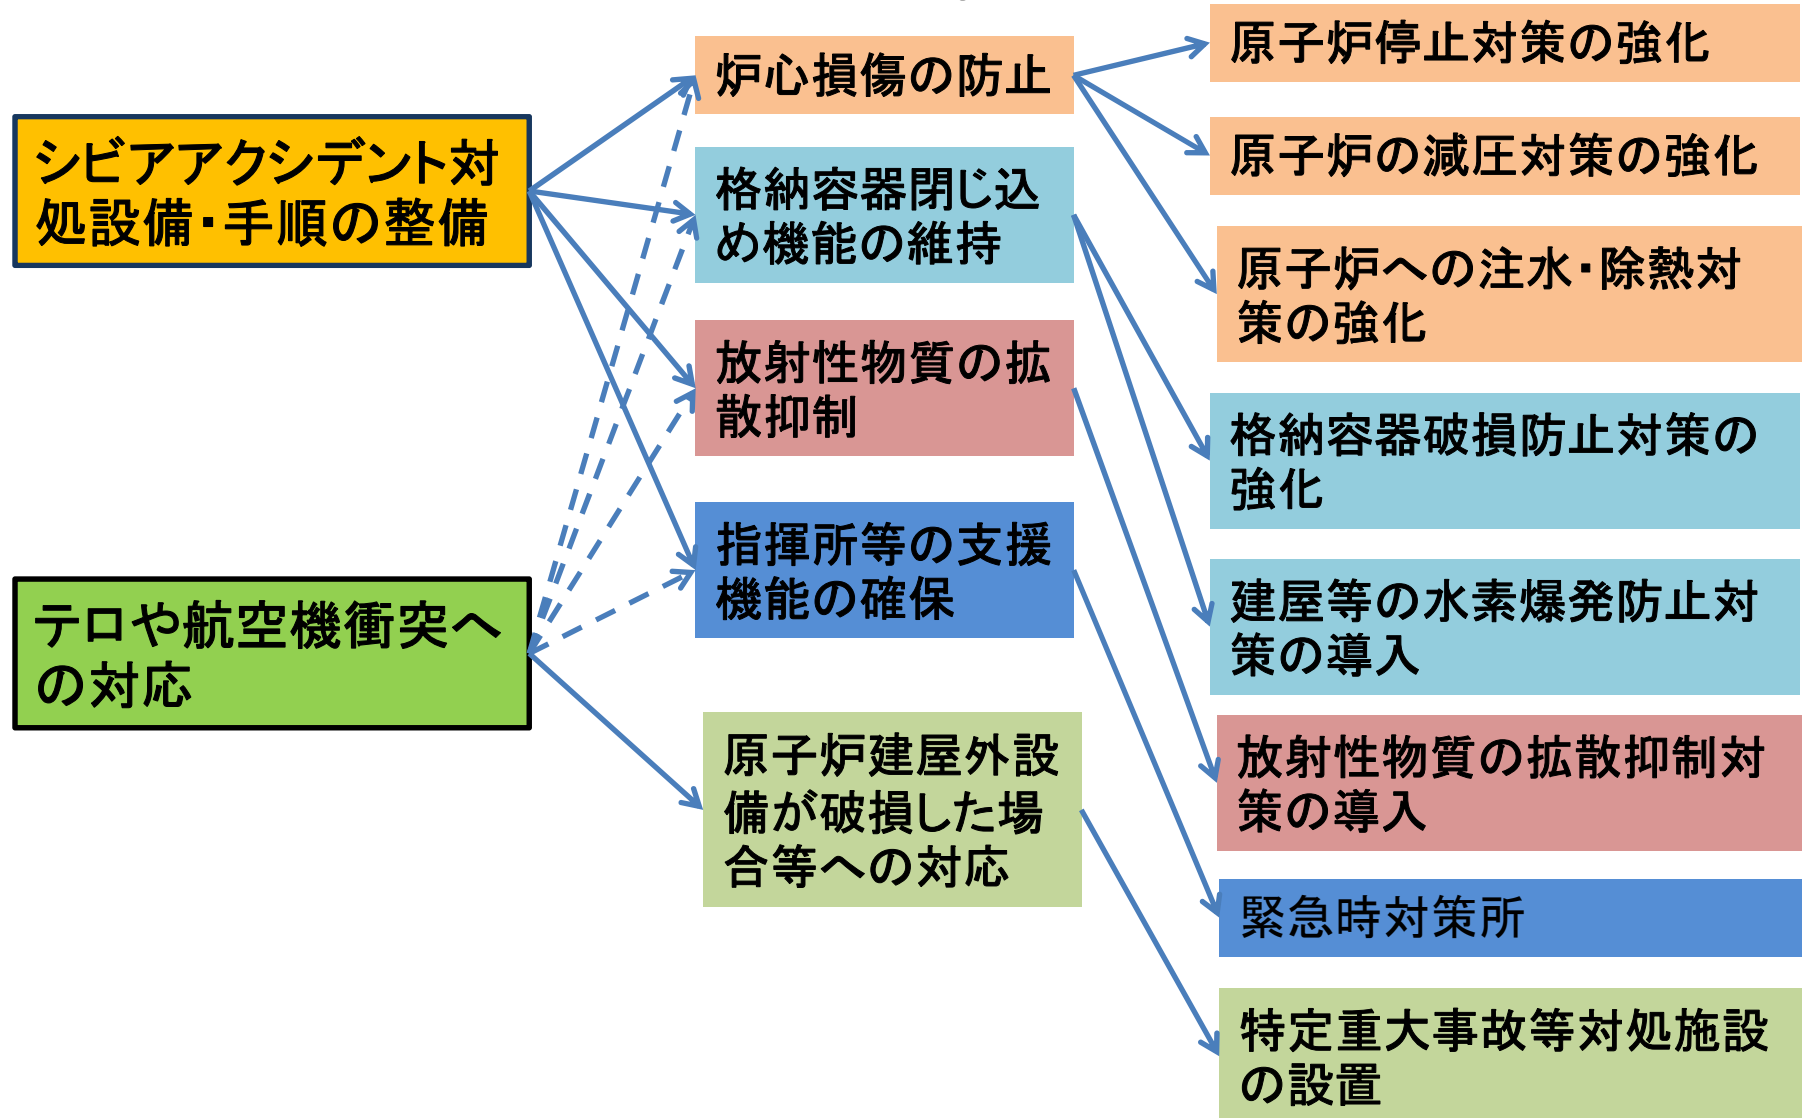 シビアアクシデント対
処設備・手順の整備
テロや航空機衝突へ
の対応
炉心損傷の防止
格納容器閉じ込
め機能の維持
放射性物質の拡
散抑制
指揮所等の支援
機能の確保
原子炉建屋外設
備が破損した場
合等への対応
原子炉停止対策の強化
原子炉の減圧対策の強化
原子炉への注水・除熱対
策の強化
格納容器破損防止対策の
強化
建屋等の水素爆発防止対
策の導入
放射性物質の拡散抑制対
策の導入
緊急時対策所
特定重大事故等対処施設
の設置